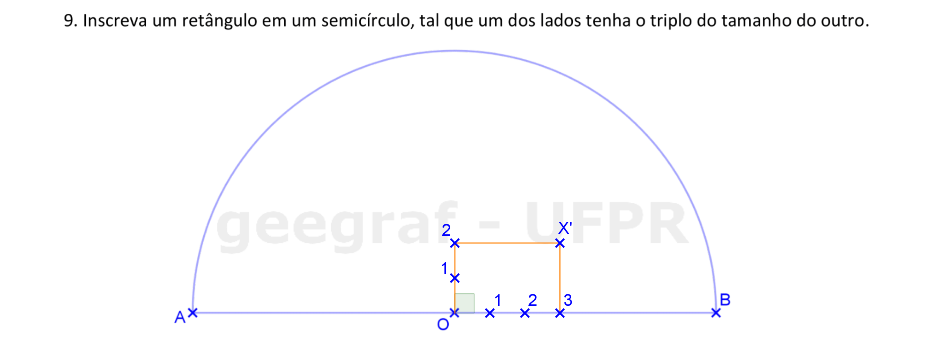 9. Inscreva um retângulo em um semicírculo, tal que um dos lados tenha o triplo do tamanho do outro.
geegraf - UFPR
2 X'
1
1 2 3 B
A O